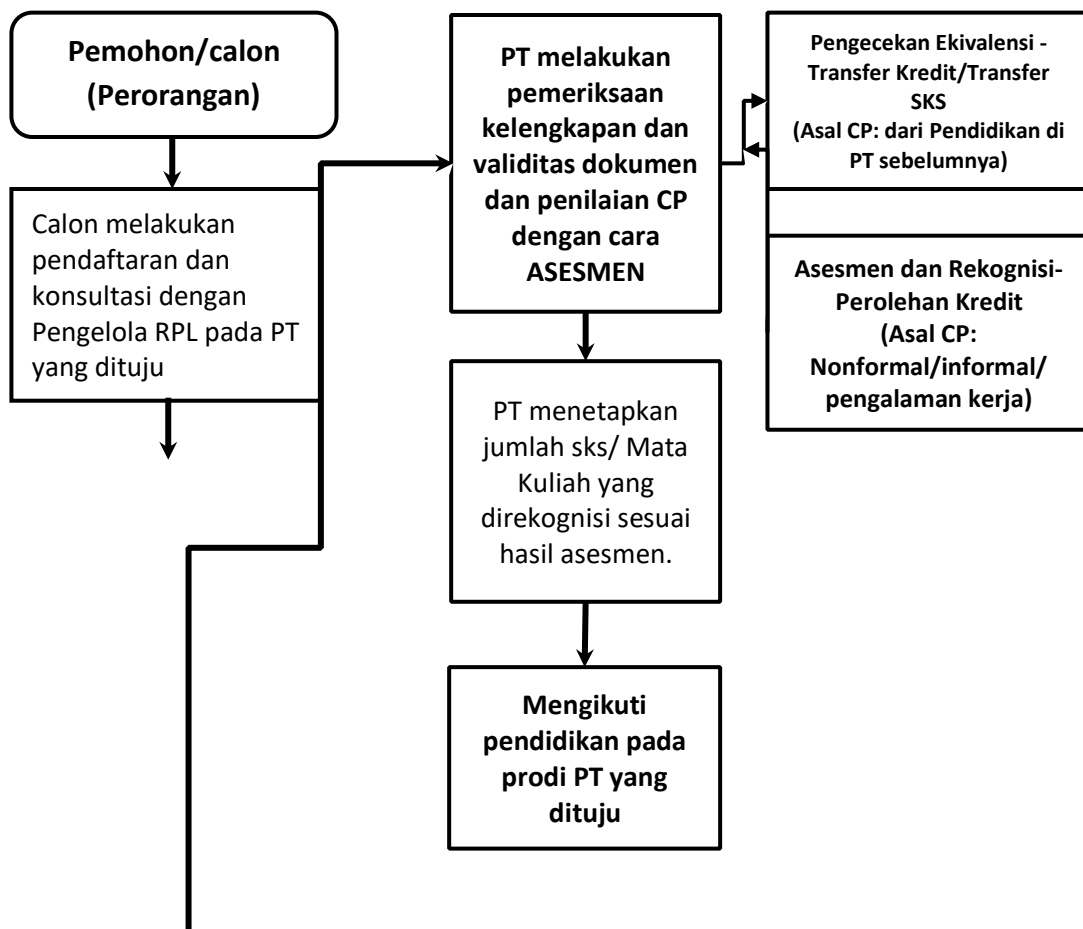 Pemohon/calon
(Perorangan)
Calon melakukan
pendaftaran dan
konsultasi dengan
Pengelola RPL pada PT
yang dituju
PT melakukan
pemeriksaan
kelengkapan dan
validitas dokumen
dan penilaian CP
dengan cara
ASESMEN
PT menetapkan
jumlah sks/ Mata
Kuliah yang
direkognisi sesuai
hasil asesmen.
Mengikuti
pendidikan pada
prodi PT yang
dituju
Pengecekan Ekivalensi -
Transfer Kredit/Transfer
SKS
(Asal CP: dari Pendidikan di
PT sebelumnya)
Asesmen dan Rekognisi-
Perolehan Kredit
(Asal CP:
Nonformal/informal/
pengalaman kerja)